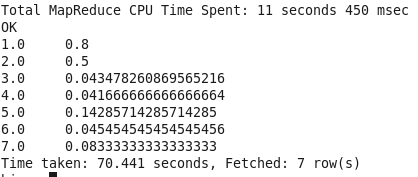 Total MapReduce CPU Time Spent: 11 seconds 450 msec
OK
1.0     0.8
2.0     0.5
3.0     0.043478260869565216
4.0     0.041666666666666664
5.0     0.14285714285714285
6.0     0.045454545454545456
7.0     0.08333333333333333
Time taken: 70.441 seconds, Fetched: 7 row(s)